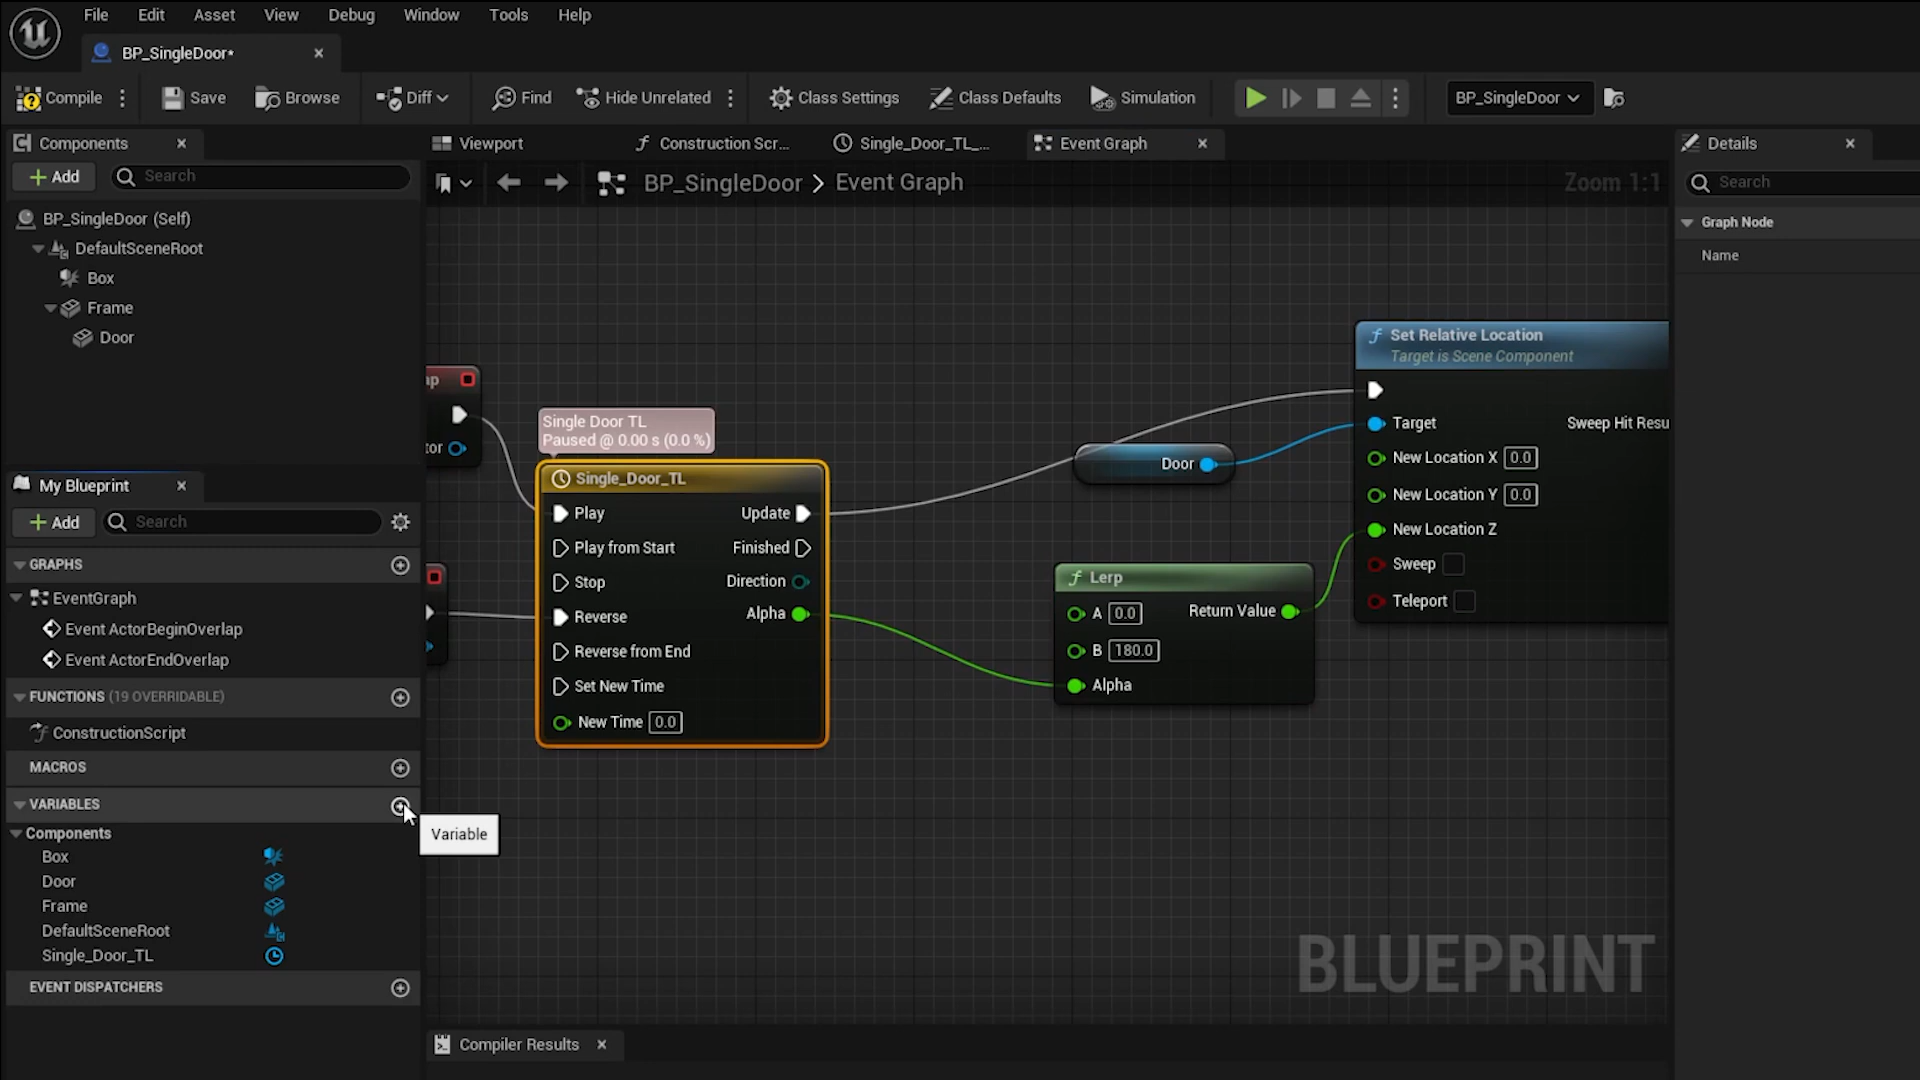 File Edit Asset View Debug Window Tools Help
BP_SingleDoor*
Compile Save Browse Diff Find Hide Unrelated Class Settings Class Defaults Simulation BP_SingleDoor
Components
Add Search
BP_SingleDoor (Self)
DefaultSceneRoot
Box
Frame
Door
My Blueprint
Add Search
GRAPHS
EventGraph
Event ActorBeginOverlap
Event ActorEndOverlap
FUNCTIONS (19 OVERRIDABLE)
ConstructionScript
MACROS
VARIABLES
Variable
Components
Box
Door
Frame
DefaultSceneRoot
Single_Door_TL
EVENT DISPATCHERS
Viewport Construction Scr... Single_Door_TL_... Event Graph
BP_SingleDoor > Event Graph Zoom 1:1
ap
tor
Single Door TL
Paused @ 0.00 s (0.0 %)
Single_Door_TL
Play Update
Play from Start Finished
Stop Direction
Reverse Alpha
Reverse from End
Set New Time
New Time 0.0
Door
Lerp
A 0.0 Return Value
B 180.0
Alpha
Set Relative Location
Target is Scene Component
Target Sweep Hit Resu
New Location X 0.0
New Location Y 0.0
New Location Z
Sweep
Teleport
BLUEPRINT
Compiler Results
Details
Search
Graph Node
Name